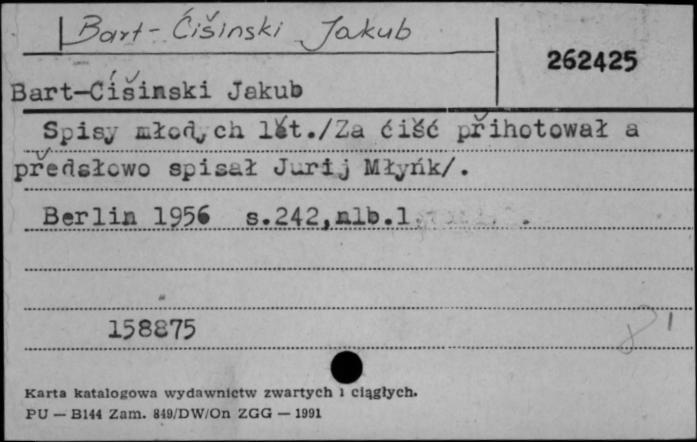 Bart-Ćišinski Jakub
262425
Bart-Ćišinski Jakub
Spisy młodych lět./Za ćišć přihotował a
předsłowo spisał Jurij Młyńk/.
Berlin 1956 s.242,nlb.1
158875
81
Karta katalogowa wydawnictw zwartych i ciągłych.
PU — B144 Zam. 849/DW/On ZGG — 1991